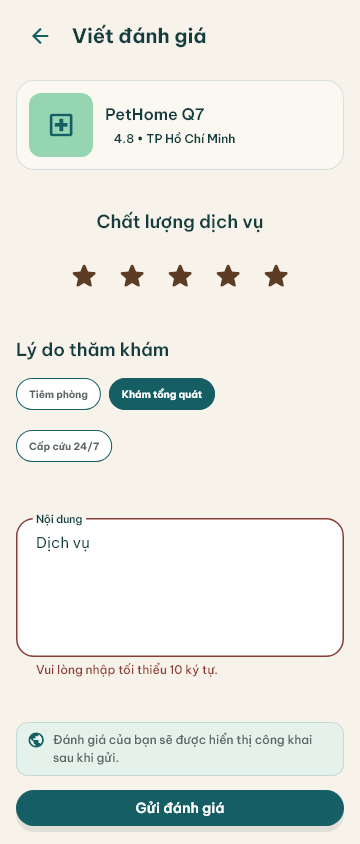 Viết đánh giá
PetHome Q7
4.8 • TP Hồ Chí Minh
Chất lượng dịch vụ
Lý do thăm khám
Tiêm phòng
Khám tổng quát
Cấp cứu 24/7
Nội dung
Dịch vụ
Vui lòng nhập tối thiểu 10 ký tự.
Đánh giá của bạn sẽ được hiển thị công khai
sau khi gửi.
Gửi đánh giá